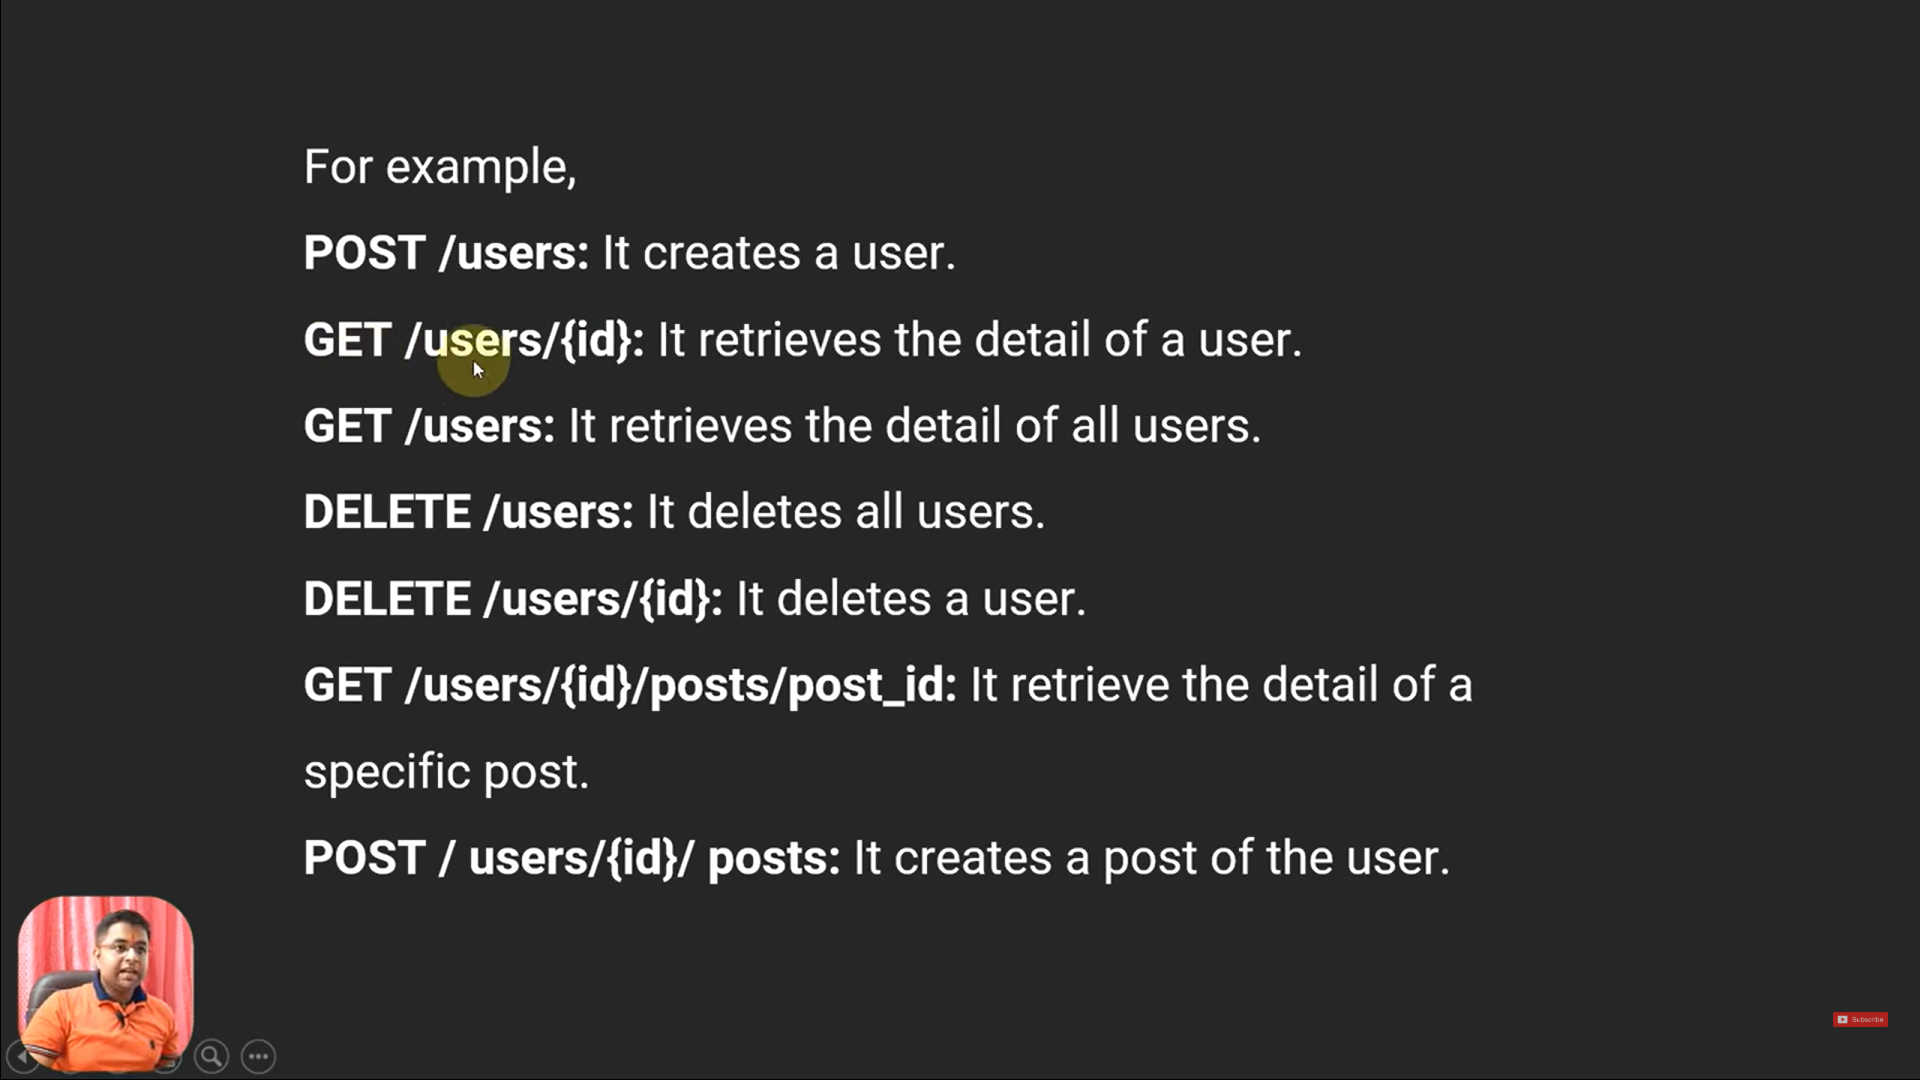 For example,
POST /users: It creates a user.
GET /users/{id}: It retrieves the detail of a user.
GET /users: It retrieves the detail of all users.
DELETE /users: It deletes all users.
DELETE /users/{id}: It deletes a user.
GET /users/{id}/posts/post_id: It retrieve the detail of a
specific post.
POST / users/{id}/ posts: It creates a post of the user.
Subscribe